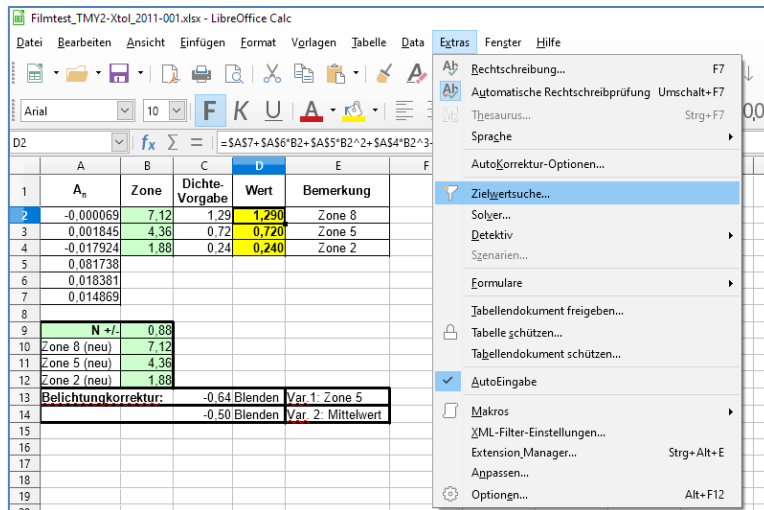 Filmtest_TMY2-Xtol_2011-001.xlsx - LibreOffice Calc
Datei Bearbeiten Ansicht Einfügen Format Vorlagen Tabelle Data Extras Fenster Hilfe
Arial 10 F K U A
D2 fx Σ = =$A$7+$A$6*B2+$A$5*B2^2+$A$4*B2^3-
A B C D E F
1 An Zone Dichte-Vorgabe Wert Bemerkung
2 -0,000069 7,12 1,29 1,290 Zone 8
3 0,001845 4,36 0,72 0,720 Zone 5
4 -0,017924 1,88 0,24 0,240 Zone 2
5 0,081738
6 0,018381
7 0,014869
8
9 N +/- 0,88
10 Zone 8 (neu) 7,12
11 Zone 5 (neu) 4,36
12 Zone 2 (neu) 1,88
13 Belichtungkorrektur: -0,64 Blenden Var.1: Zone 5
14 -0,50 Blenden Var. 2: Mittelwert
15
16
17
18
19
Rechtschreibung... F7
Automatische Rechtschreibprüfung Umschalt+F7
Thesaurus... Strg+F7
Sprache
AutoKorrektur-Optionen...
Zielwertsuche...
Solver...
Detektiv
Szenarien...
Formulare
Tabellendokument freigeben...
Tabelle schützen...
Tabellendokument schützen...
AutoEingabe
Makros
XML-Filter-Einstellungen...
Extension Manager... Strg+Alt+E
Anpassen...
Optionen... Alt+F12